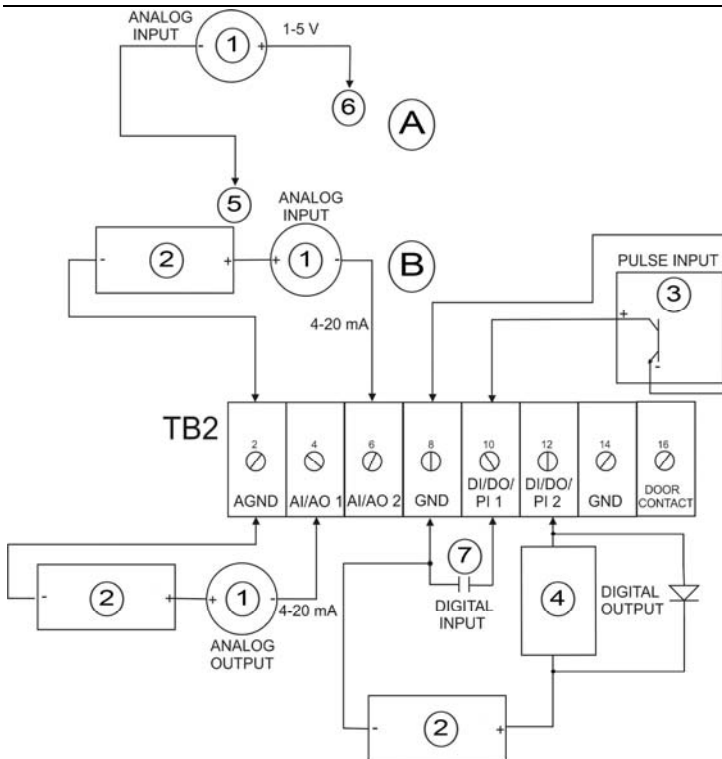 ANALOG
INPUT
- 1 +
1-5 V
6
A
5
ANALOG
INPUT
- 2 +
+ 1 -
B
4-20 mA
PULSE INPUT
3
+
-
TB2
2
AGND
4
AI/AO 1
6
AI/AO 2
8
GND
10
DI/DO/
PI 1
12
DI/DO/
PI 2
14
GND
16
DOOR
CONTACT
- 2 +
+ 1 -
4-20 mA
ANALOG
OUTPUT
7
DIGITAL
INPUT
4
DIGITAL
OUTPUT
- 2 +